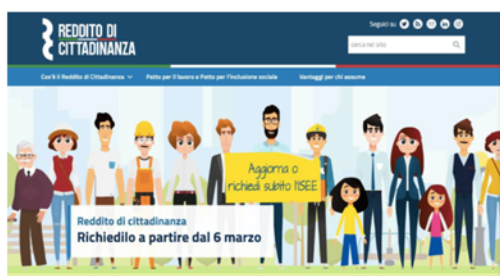 REDDITO DI
CITTADINANZA
Seguici su
cerca nel sito
Cos'è il Reddito di Cittadinanza
Patto per il lavoro e Patto per l'inclusione sociale
Vantaggi per chi assume
Aggiorna o
richiedi subito l'ISEE
Reddito di cittadinanza
Richiedilo a partire dal 6 marzo